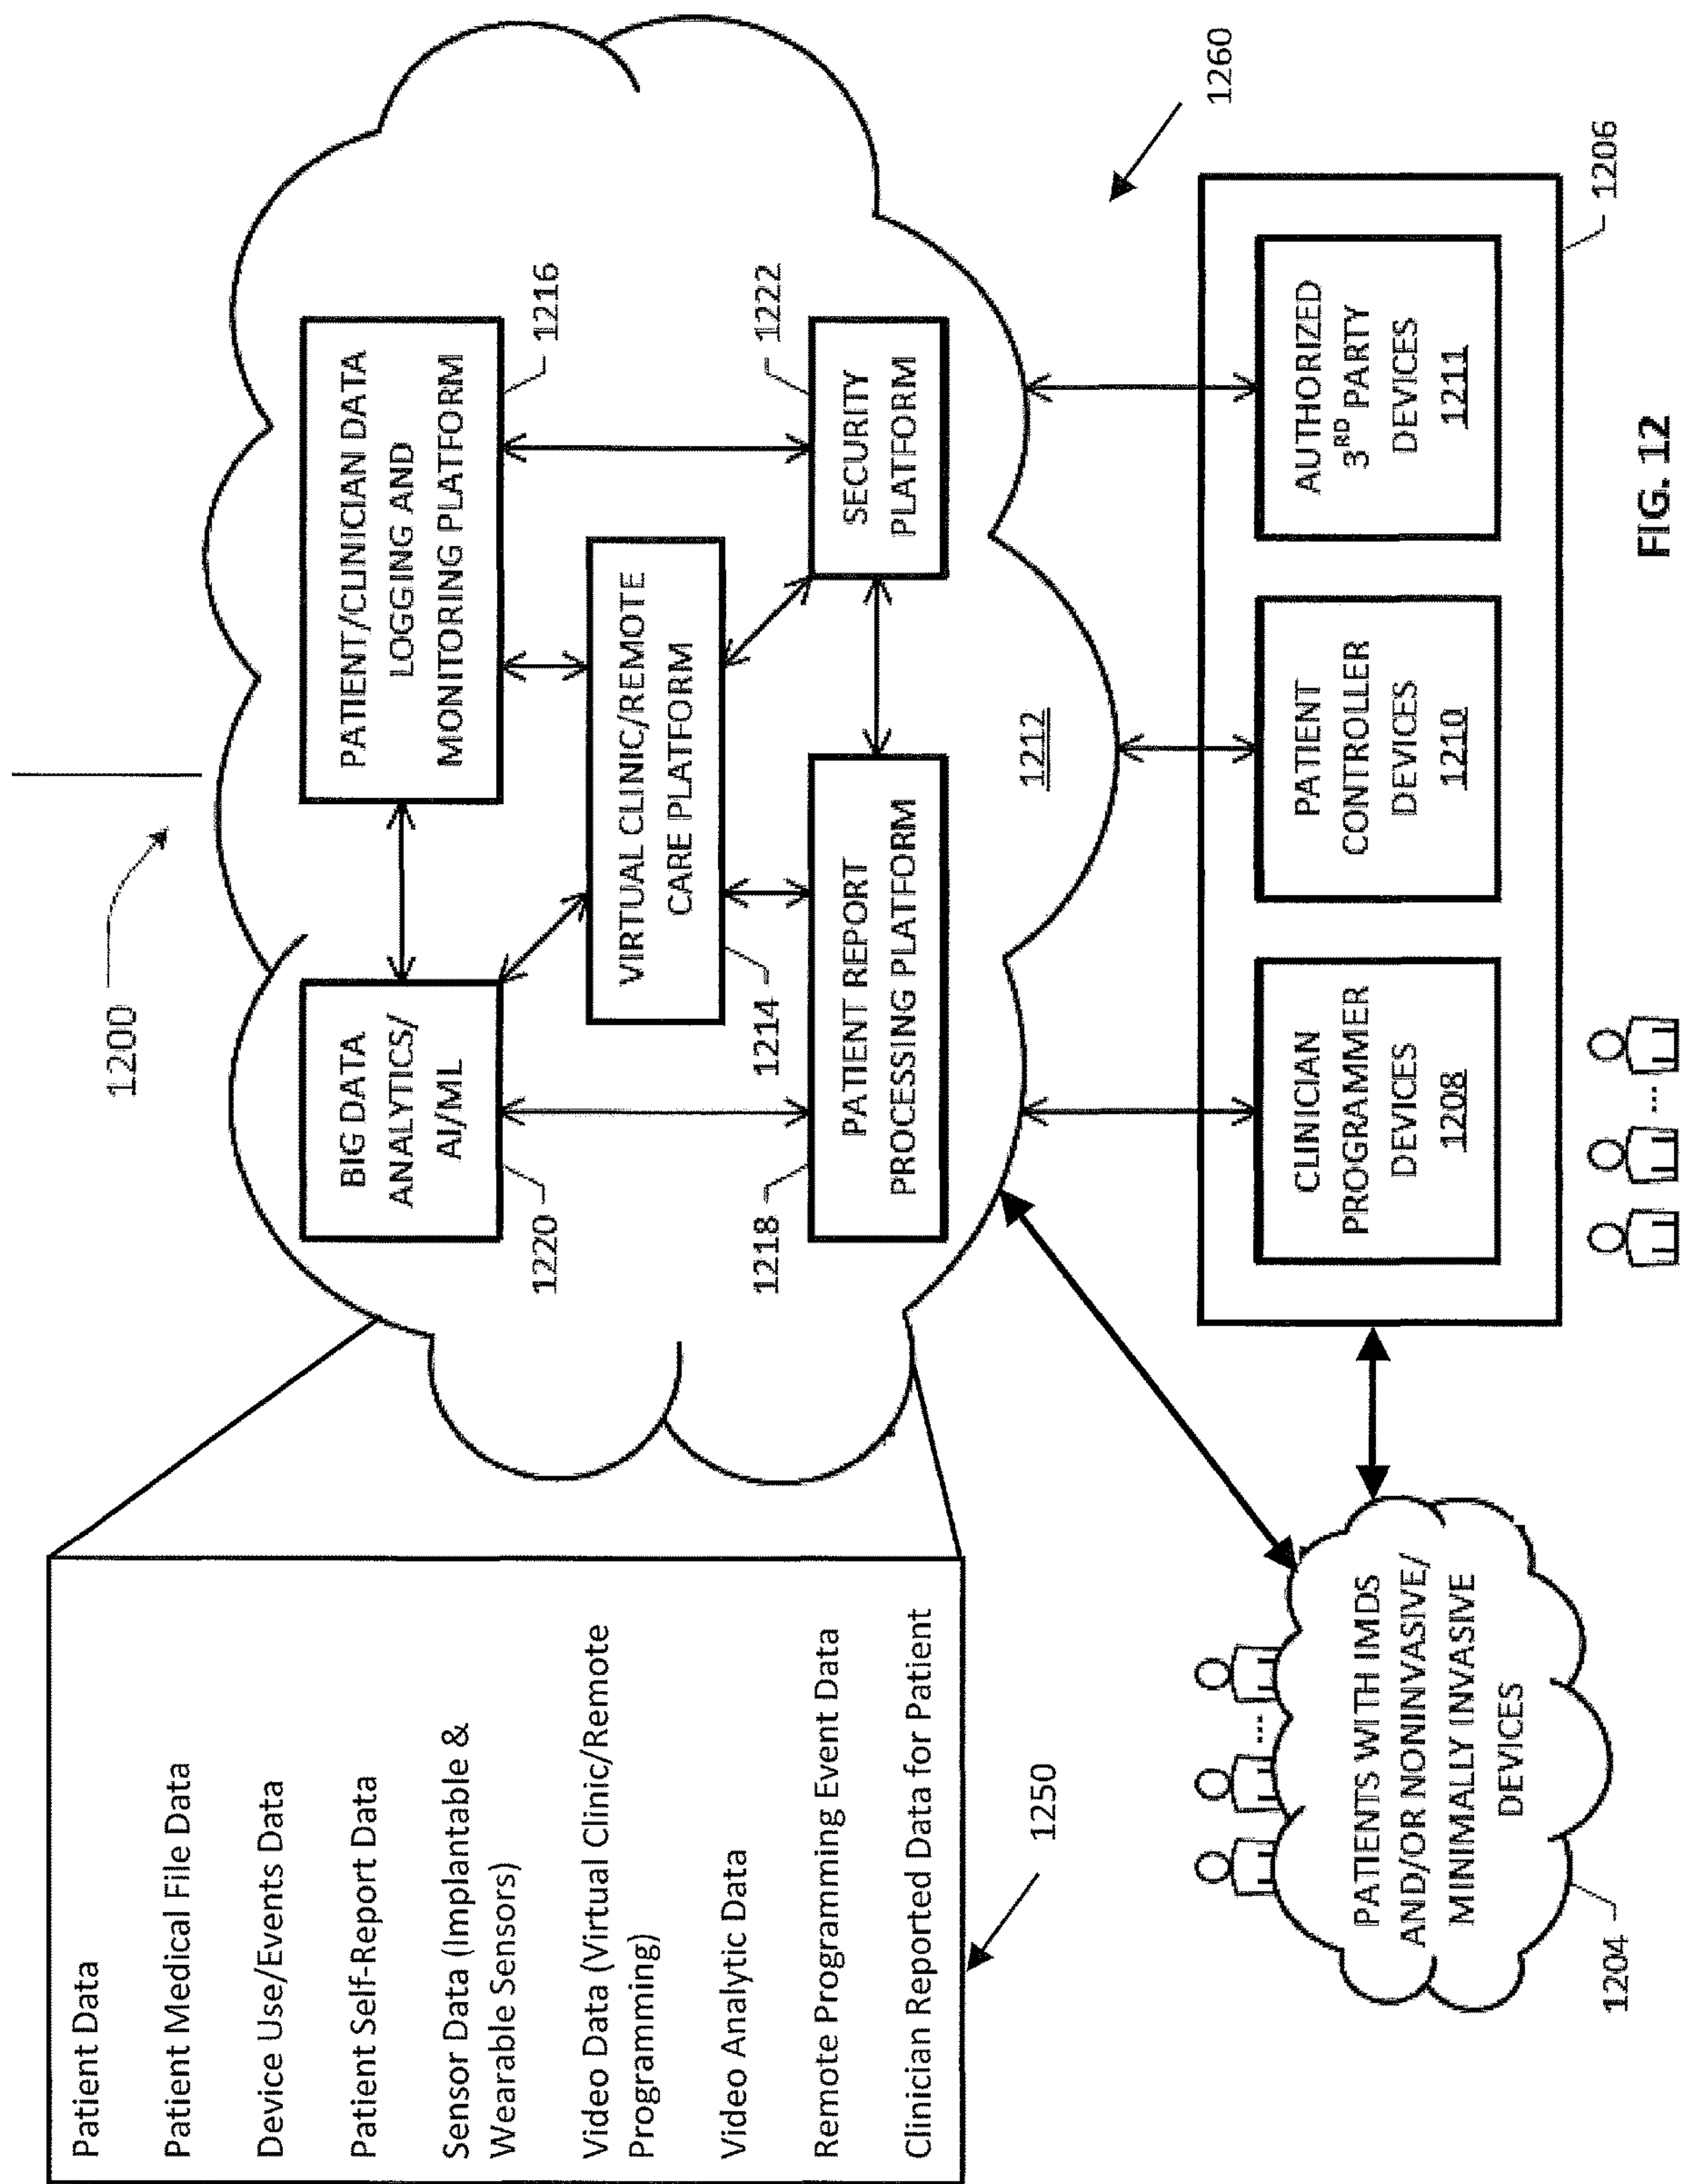 Patient Data
Patient Medical File Data
Device Use/Events Data
Patient Self-Report Data
Sensor Data (Implantable &
Wearable Sensors)
Video Data (Virtual Clinic/Remote
Programming)
Video Analytic Data
Remote Programming Event Data
Clinician Reported Data for Patient
1250
1200
BIG DATA
ANALYTICS/
AI/ML
1220
PATIENT/CLINICIAN DATA
LOGGING AND
MONITORING PLATFORM
1216
VIRTUAL CLINIC/REMOTE
CARE PLATFORM
1214
PATIENT REPORT
PROCESSING PLATFORM
1218
SECURITY
PLATFORM
1222
1212
1260
PATIENTS WITH IMDS
AND/OR NONINVASIVE/
MINIMALLY INVASIVE
DEVICES
...
1204
CLINICIAN
PROGRAMMER
DEVICES
1208
PATIENT
CONTROLLER
DEVICES
1210
AUTHORIZED
3RD PARTY
DEVICES
1211
1206
...
FIG. 12